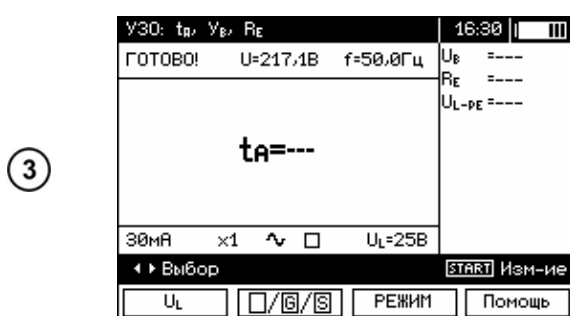 УЗО: tA, УB, RE 16:30
ГОТОВО! U=217,1В f=50,0Гц
UB =---
RE =---
UL-PE =---
tA=---
3
30мА x1 UL=25В
Выбор START Изм-ие
UL □/G/S РЕЖИМ Помощь